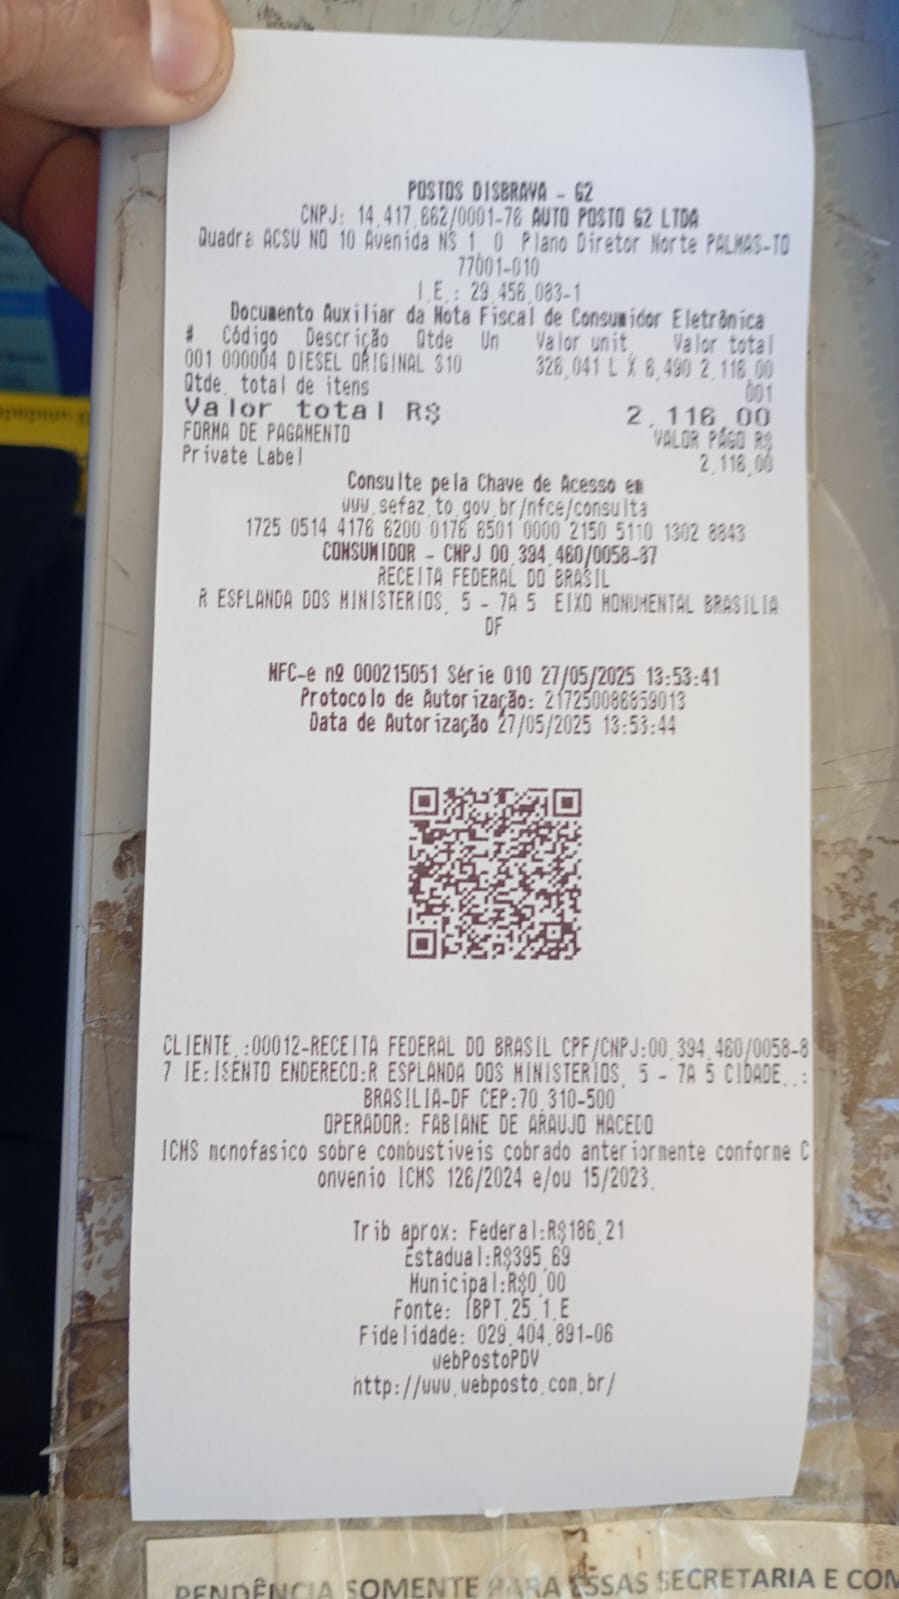 POSTOS DISBRAVA - G2
CNPJ: 14.417.662/0001-76 AUTO POSTO G2 LTDA
Quadra ACSU NO 10 Avenida NS 1, 0 Plano Diretor Norte PALMAS-TO
77001-010
I.E.: 29.456.083-1
Documento Auxiliar da Nota Fiscal de Consumidor Eletrônica
# Código Descrição Qtde Un Valor unit. Valor total
001 000004 DIESEL ORIGINAL S10 326,041 L X 6,490 2.116,00
Qtde. total de itens 001
Valor total R$ 2.116,00
FORMA DE PAGAMENTO VALOR PAGO R$
Private Label 2.116,00
Consulte pela Chave de Acesso em
www.sefaz.to.gov.br/nfce/consulta
1725 0514 4176 6200 0176 6501 0000 2150 5110 1302 8843
CONSUMIDOR - CNPJ 00.394.460/0058-87
RECEITA FEDERAL DO BRASIL
R ESPLANDA DOS MINISTERIOS, 5 - 7A 5 EIXO MONUMENTAL BRASILIA
DF
NFC-e nº 000215051 Série 010 27/05/2025 13:53:41
Protocolo de Autorização: 217250086859013
Data de Autorização 27/05/2025 13:53:44
CLIENTE.:00012-RECEITA FEDERAL DO BRASIL CPF/CNPJ:00.394.460/0058-8
7 IE:ISENTO ENDERECO:R ESPLANDA DOS MINISTERIOS, 5 - 7A 5 CIDADE..:
BRASILIA-DF CEP:70.310-500
OPERADOR: FABIANE DE ARAUJO MACEDO
ICMS monofasico sobre combustiveis cobrado anteriormente conforme C
onvenio ICMS 126/2024 e/ou 15/2023.
Trib aprox: Federal:R$186,21
Estadual:R$395,69
Municipal:R$0,00
Fonte: IBPT.25.1.E
Fidelidade: 029.404.891-06
webPostoPDV
http://www.webposto.com.br/
PENDÊNCIA SOMENTE PARA ESSAS SECRETARIA E COM